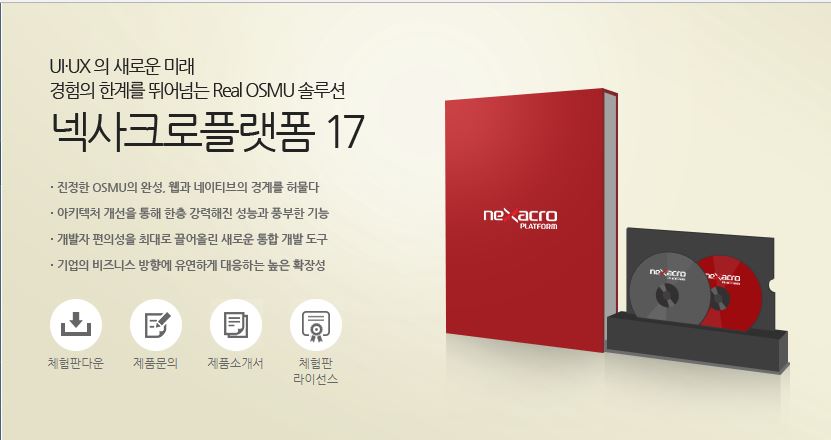 UI·UX 의 새로운 미래
경험의 한계를 뛰어넘는 Real OSMU 솔루션
넥사크로플랫폼 17
· 진정한 OSMU의 완성, 웹과 네이티브의 경계를 허물다
· 아키텍처 개선을 통해 한층 강력해진 성능과 풍부한 기능
· 개발자 편의성을 최대로 끌어올린 새로운 통합 개발 도구
· 기업의 비즈니스 방향에 유연하게 대응하는 높은 확장성
체험판다운
제품문의
제품소개서
체험판
라이선스
nexacro
PLATFORM
nexacro
PLATFORM
nexacro
PLATFORM